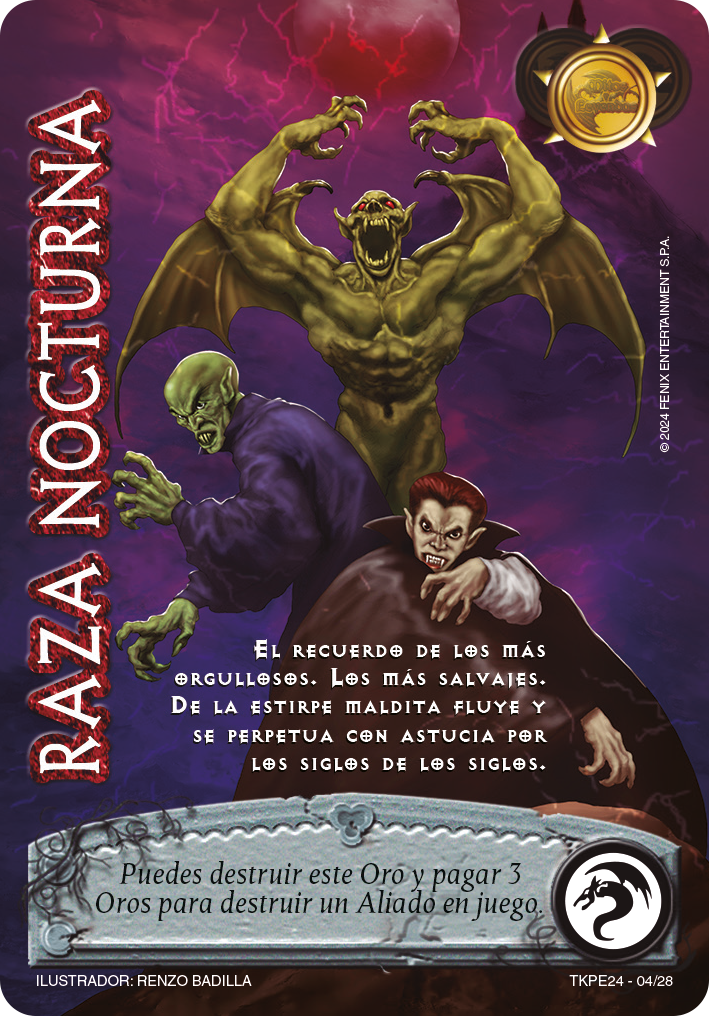 RAZA NOCTURNA
© 2024 FENIX ENTERTAINMENT S.P.A.
El recuerdo de los más
orgullosos. Los más salvajes.
De la estirpe maldita fluye y
se perpetua con astucia por
los siglos de los siglos.
Puedes destruir este Oro y pagar 3
Oros para destruir un Aliado en juego.
ILUSTRADOR: RENZO BADILLA
TKPE24 - 04/28